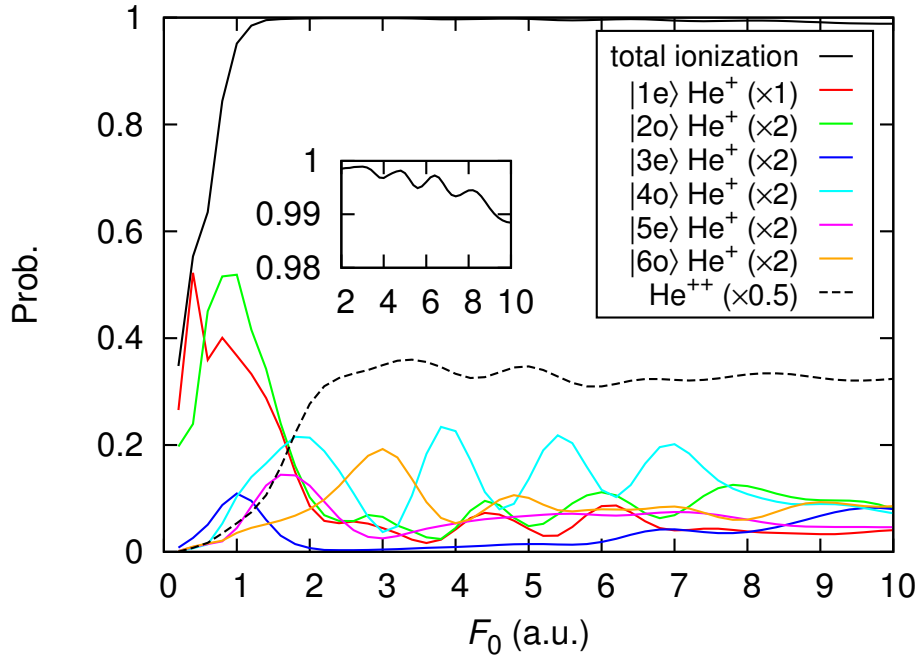 1
0.8
0.6
0.4
0.2
0
Prob.
total ionization
|1e⟩ He⁺ (×1)
|2o⟩ He⁺ (×2)
|3e⟩ He⁺ (×2)
|4o⟩ He⁺ (×2)
|5e⟩ He⁺ (×2)
|6o⟩ He⁺ (×2)
He⁺⁺ (×0.5)
1
0.99
0.98
2 4 6 8 10
0 1 2 3 4 5 6 7 8 9 10
F₀ (a.u.)